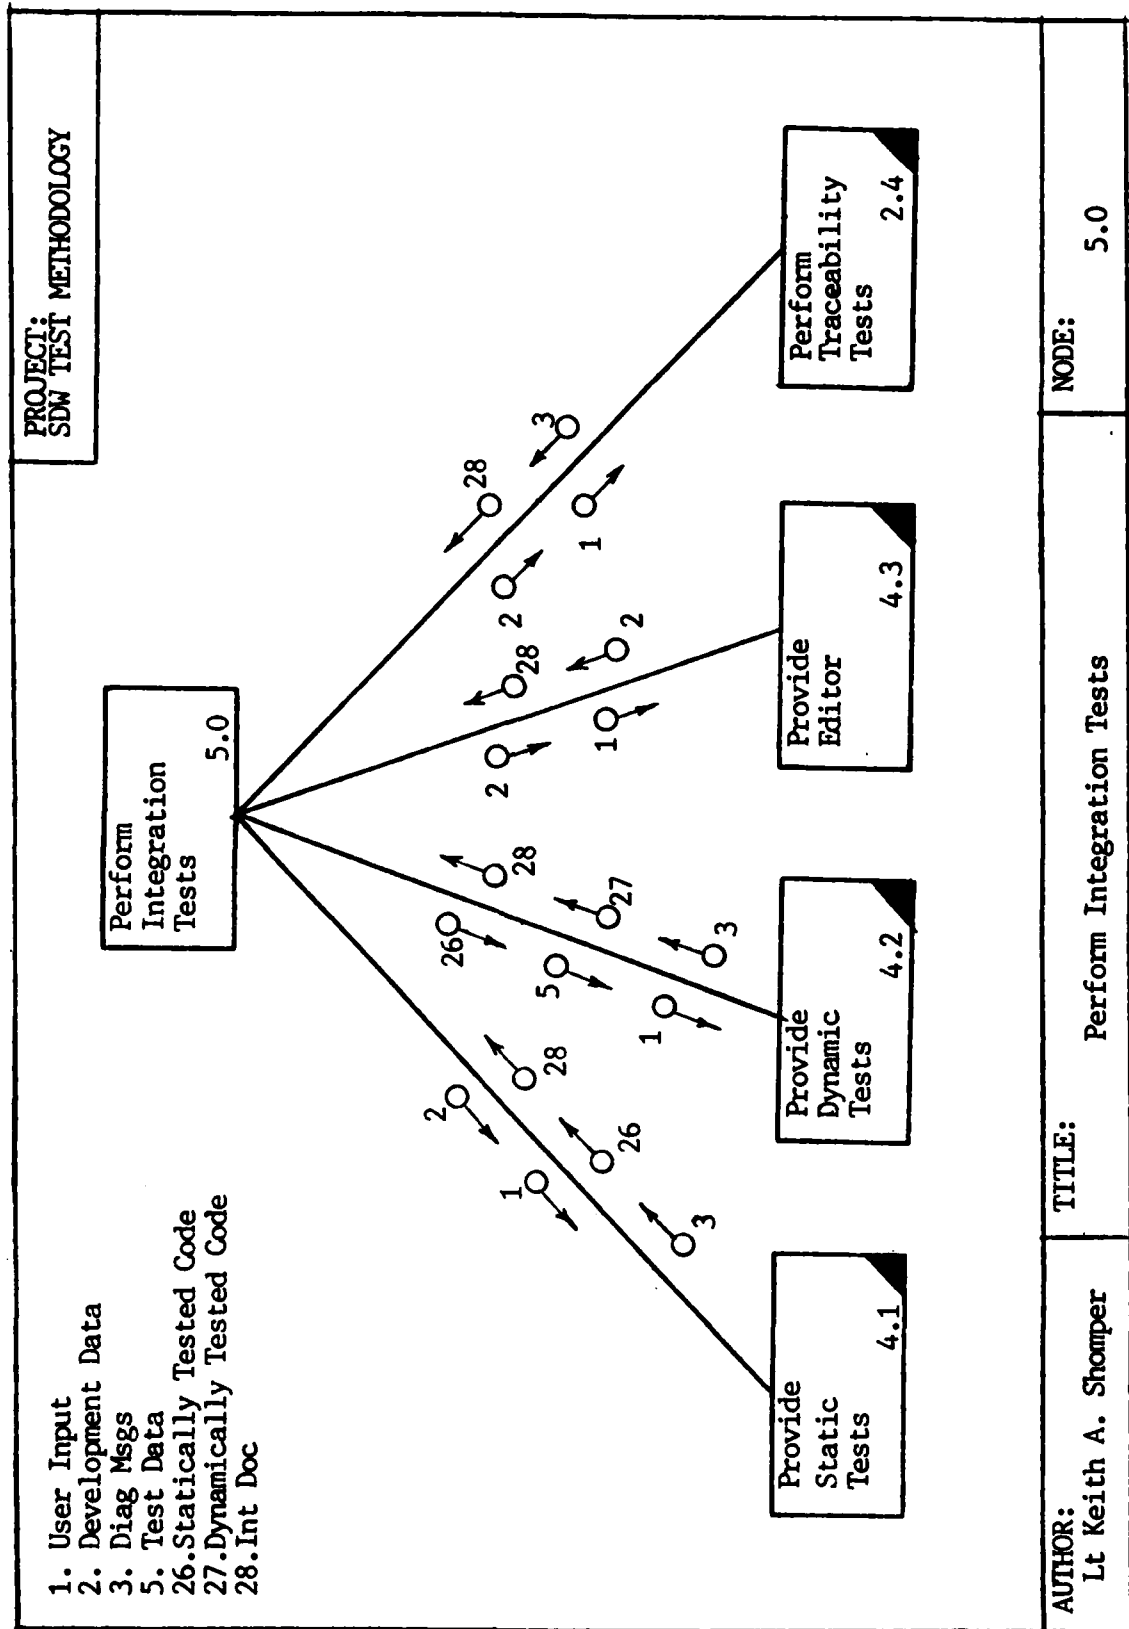 PROJECT:
SDW TEST METHODOLOGY
1. User Input
2. Development Data
3. Diag Msgs
5. Test Data
26.Statically Tested Code
27.Dynamically Tested Code
28.Int Doc
Perform
Integration
Tests
5.0
2
1
28
26
3
26
5
1
28
27
3
2
1
28
2
2
1
28
3
Provide
Static
Tests
4.1
Provide
Dynamic
Tests
4.2
Provide
Editor
4.3
Perform
Traceability
Tests
2.4
AUTHOR:
Lt Keith A. Shomper
TITLE:
Perform Integration Tests
NODE:
5.0